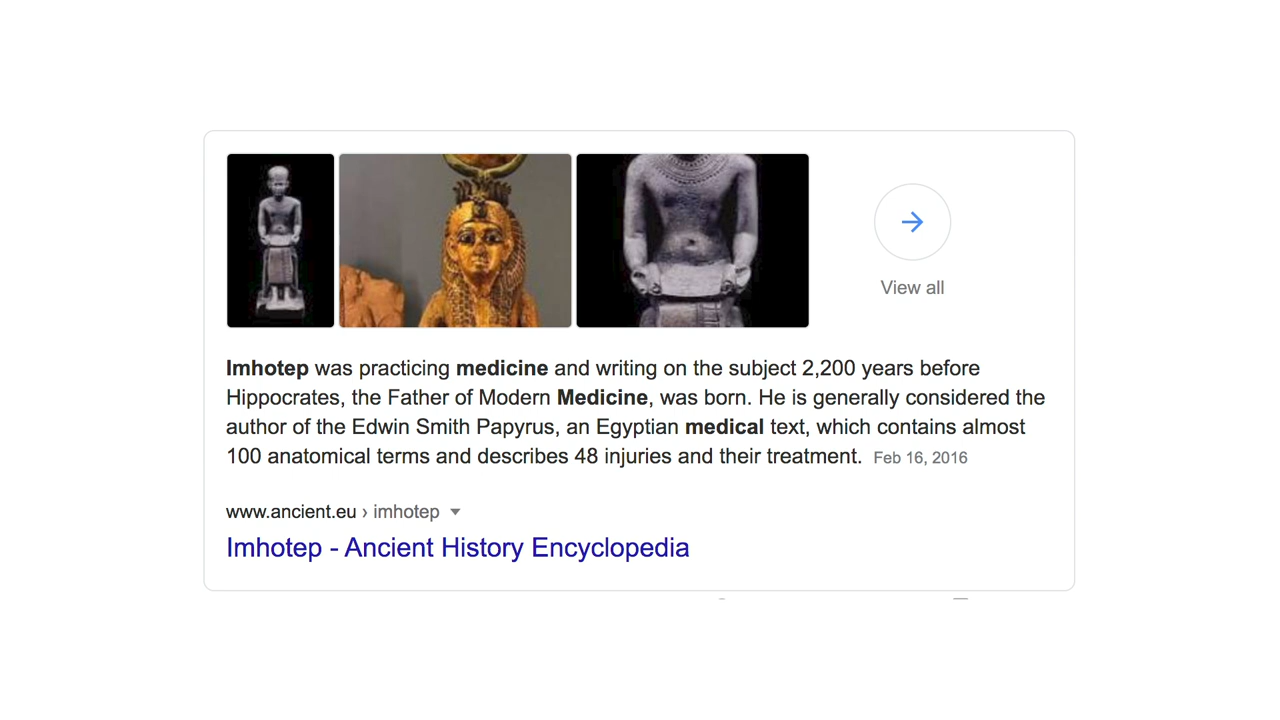 View all
Imhotep was practicing medicine and writing on the subject 2,200 years before
Hippocrates, the Father of Modern Medicine, was born. He is generally considered the
author of the Edwin Smith Papyrus, an Egyptian medical text, which contains almost
100 anatomical terms and describes 48 injuries and their treatment. Feb 16, 2016
www.ancient.eu › imhotep
Imhotep - Ancient History Encyclopedia